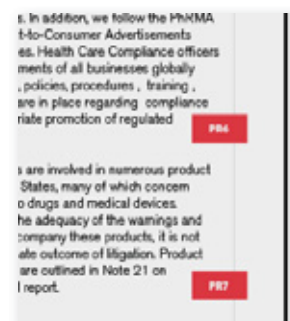 s. In addition, we follow the PhRMA
t-to-Consumer Advertisements
es. Health Care Compliance officers
ments of all businesses globally
, policies, procedures , training ,
are in place regarding compliance
riate promotion of regulated
PR6
s are involved in numerous product
States, many of which concern
o drugs and medical devices.
he adequacy of the warnings and
company these products, it is not
ate outcome of litigation. Product
are outlined in Note 21 on
l report.
PR7